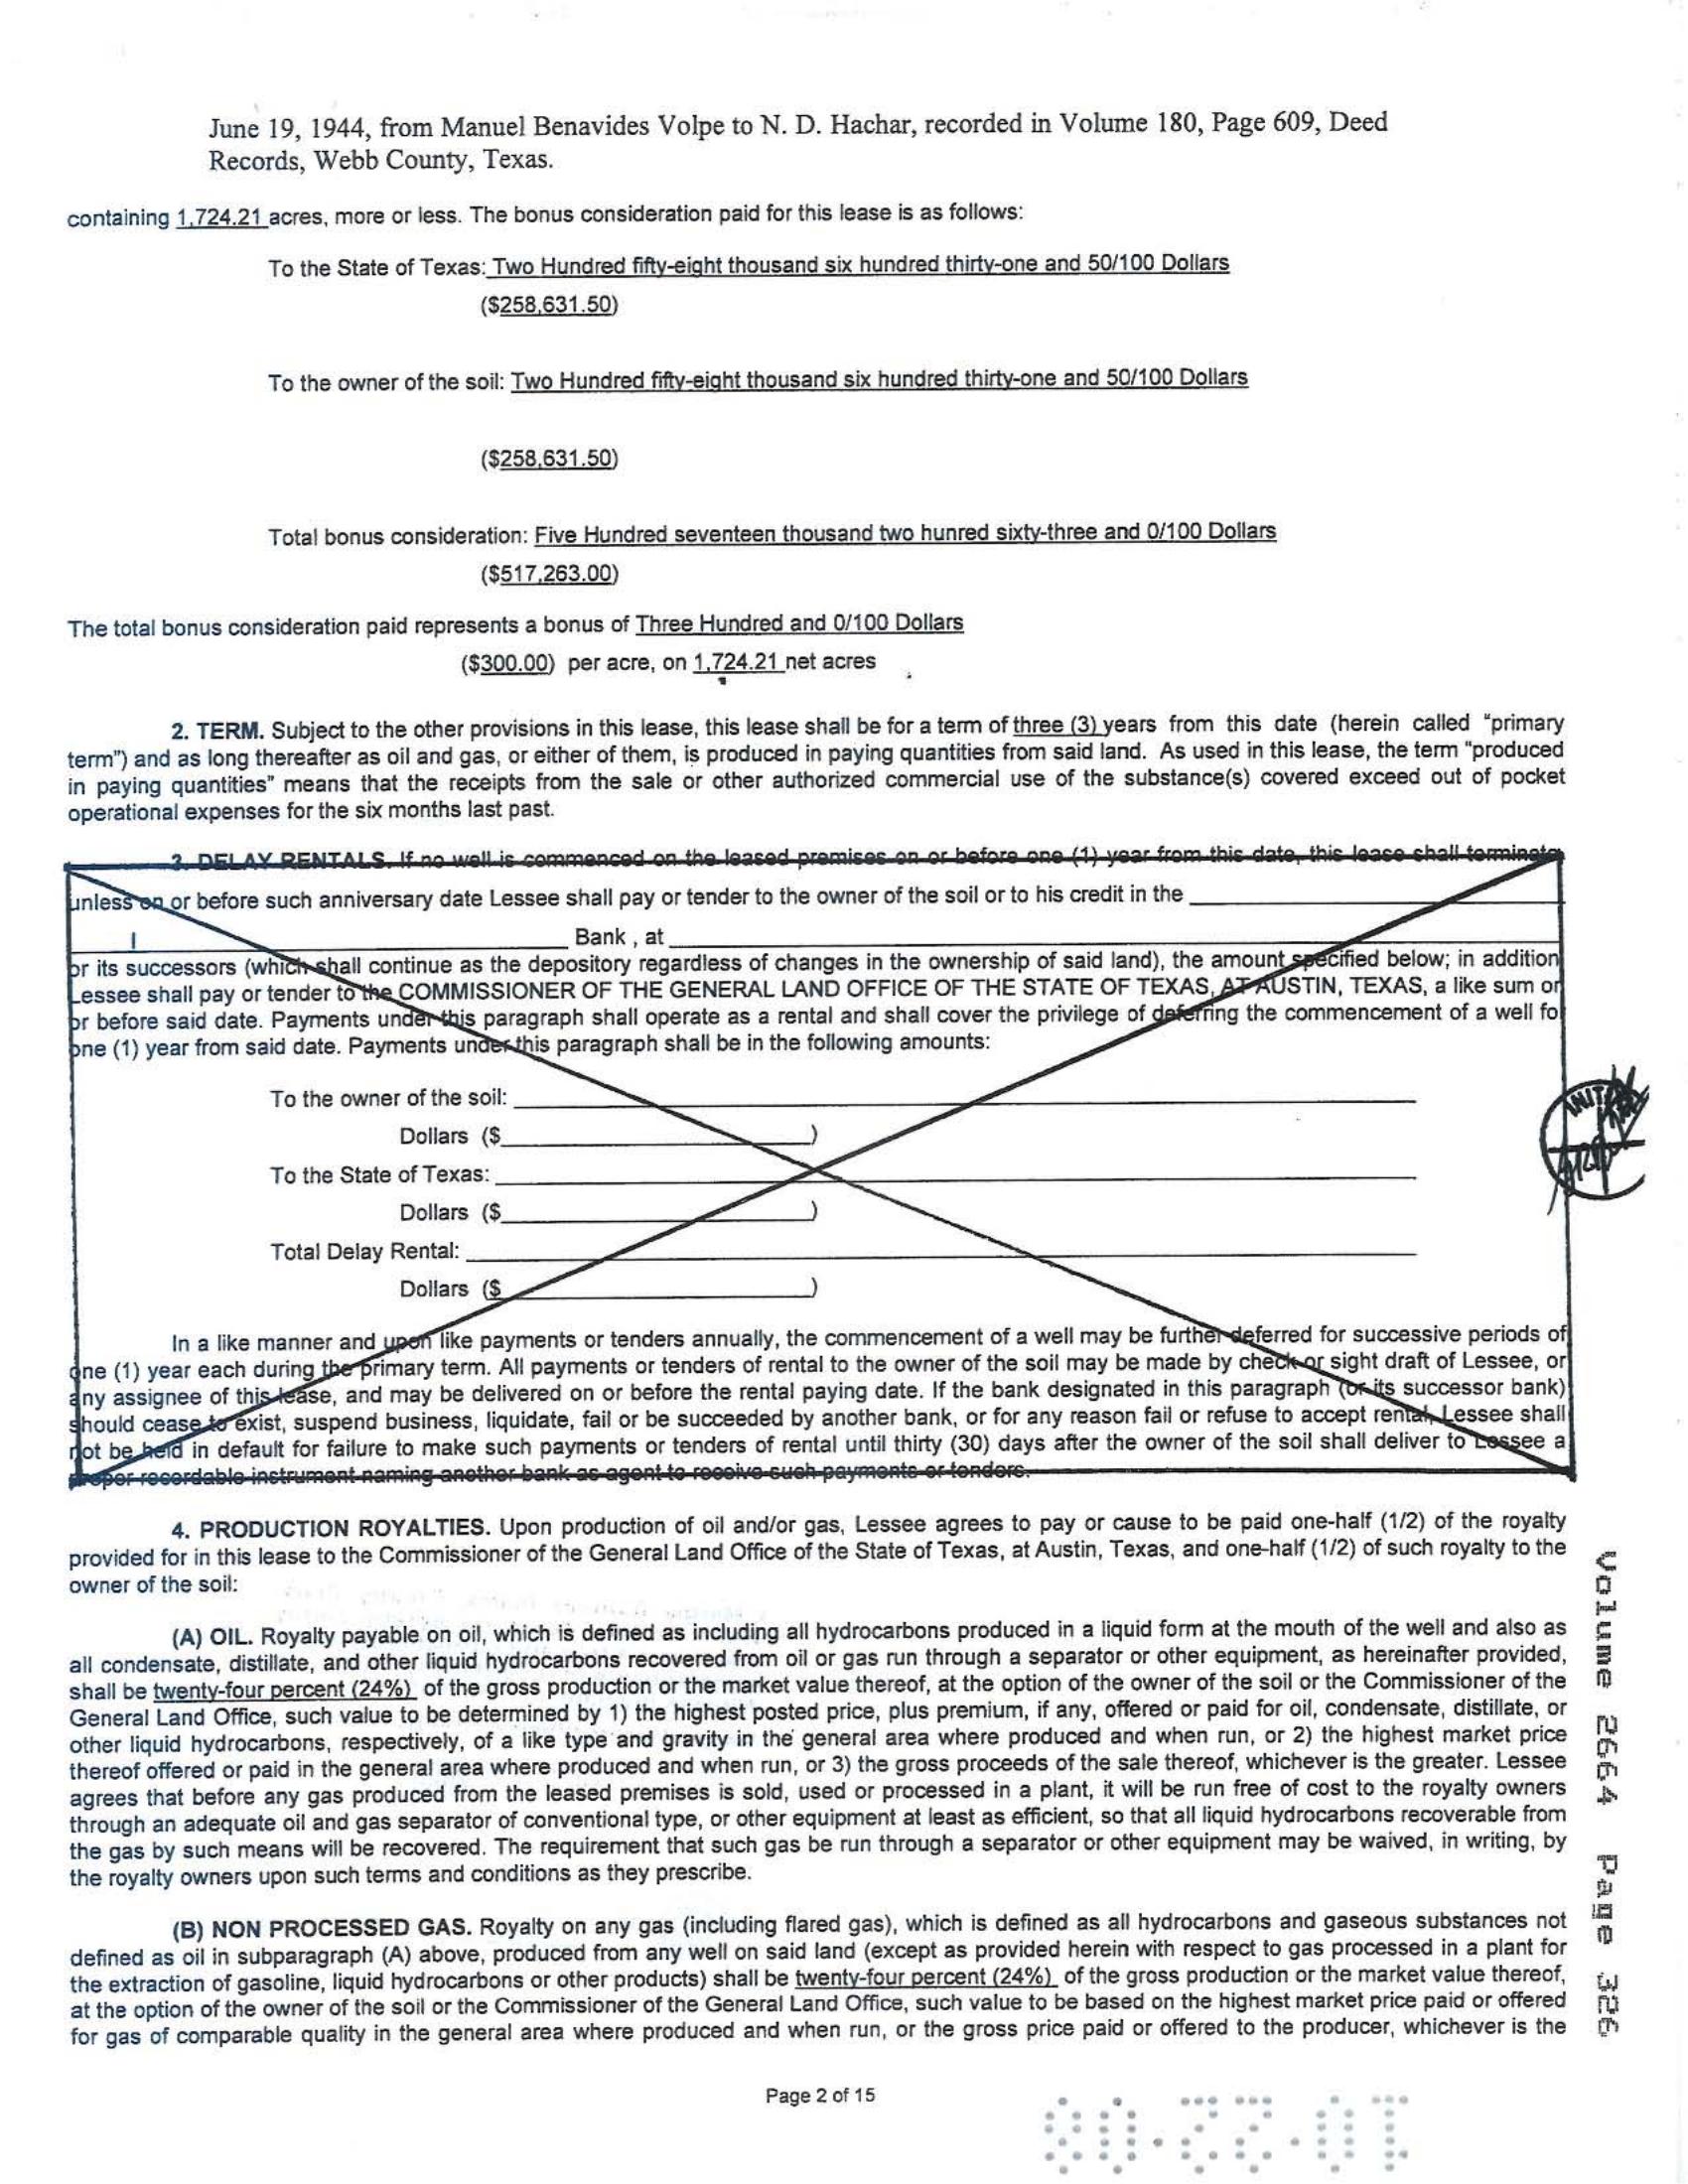 June 19, 1944, from Manuel Benavides Volpe to N. D. Hachar, recorded in Volume 180, Page 609, Deed
Records, Webb County, Texas.
containing 1,724.21 acres, more or less. The bonus consideration paid for this lease is as follows:
To the State of Texas: Two Hundred fifty-eight thousand six hundred thirty-one and 50/100 Dollars
($258,631.50)
To the owner of the soil: Two Hundred fifty-eight thousand six hundred thirty-one and 50/100 Dollars
($258,631.50)
Total bonus consideration: Five Hundred seventeen thousand two hunred sixty-three and 0/100 Dollars
($517,263.00)
The total bonus consideration paid represents a bonus of Three Hundred and 0/100 Dollars
($300.00) per acre, on 1,724.21 net acres
2. TERM. Subject to the other provisions in this lease, this lease shall be for a term of three (3) years from this date (herein called "primary
term") and as long thereafter as oil and gas, or either of them, is produced in paying quantities from said land. As used in this lease, the term "produced
in paying quantities" means that the receipts from the sale or other authorized commercial use of the substance(s) covered exceed out of pocket
operational expenses for the six months last past.
3. DELAY RENTALS. If no well is commenced on the leased premises on or before one (1) year from this date, this lease shall terminate,
unless on or before such anniversary date Lessee shall pay or tender to the owner of the soil or to his credit in the
Bank , at
or its successors (which shall continue as the depository regardless of changes in the ownership of said land), the amount specified below; in addition
Lessee shall pay or tender to the COMMISSIONER OF THE GENERAL LAND OFFICE OF THE STATE OF TEXAS, AT AUSTIN, TEXAS, a like sum on
or before said date. Payments under this paragraph shall operate as a rental and shall cover the privilege of deferring the commencement of a well for
one (1) year from said date. Payments under this paragraph shall be in the following amounts:
To the owner of the soil:
Dollars ($ )
To the State of Texas:
Dollars ($ )
Total Delay Rental:
Dollars ($ )
In a like manner and upon like payments or tenders annually, the commencement of a well may be further deferred for successive periods of
one (1) year each during the primary term. All payments or tenders of rental to the owner of the soil may be made by check or sight draft of Lessee, or
any assignee of this lease, and may be delivered on or before the rental paying date. If the bank designated in this paragraph (or its successor bank)
should cease to exist, suspend business, liquidate, fail or be succeeded by another bank, or for any reason fail or refuse to accept rental, Lessee shall
not be held in default for failure to make such payments or tenders of rental until thirty (30) days after the owner of the soil shall deliver to Lessee a
proper recordable instrument naming another bank as agent to receive such payments or tenders.
4. PRODUCTION ROYALTIES. Upon production of oil and/or gas, Lessee agrees to pay or cause to be paid one-half (1/2) of the royalty
provided for in this lease to the Commissioner of the General Land Office of the State of Texas, at Austin, Texas, and one-half (1/2) of such royalty to the
owner of the soil:
(A) OIL. Royalty payable on oil, which is defined as including all hydrocarbons produced in a liquid form at the mouth of the well and also as
all condensate, distillate, and other liquid hydrocarbons recovered from oil or gas run through a separator or other equipment, as hereinafter provided,
shall be twenty-four percent (24%) of the gross production or the market value thereof, at the option of the owner of the soil or the Commissioner of the
General Land Office, such value to be determined by 1) the highest posted price, plus premium, if any, offered or paid for oil, condensate, distillate, or
other liquid hydrocarbons, respectively, of a like type and gravity in the general area where produced and when run, or 2) the highest market price
thereof offered or paid in the general area where produced and when run, or 3) the gross proceeds of the sale thereof, whichever is the greater. Lessee
agrees that before any gas produced from the leased premises is sold, used or processed in a plant, it will be run free of cost to the royalty owners
through an adequate oil and gas separator of conventional type, or other equipment at least as efficient, so that all liquid hydrocarbons recoverable from
the gas by such means will be recovered. The requirement that such gas be run through a separator or other equipment may be waived, in writing, by
the royalty owners upon such terms and conditions as they prescribe.
(B) NON PROCESSED GAS. Royalty on any gas (including flared gas), which is defined as all hydrocarbons and gaseous substances not
defined as oil in subparagraph (A) above, produced from any well on said land (except as provided herein with respect to gas processed in a plant for
the extraction of gasoline, liquid hydrocarbons or other products) shall be twenty-four percent (24%) of the gross production or the market value thereof,
at the option of the owner of the soil or the Commissioner of the General Land Office, such value to be based on the highest market price paid or offered
for gas of comparable quality in the general area where produced and when run, or the gross price paid or offered to the producer, whichever is the
Volume 2664 Page 326
Page 2 of 15